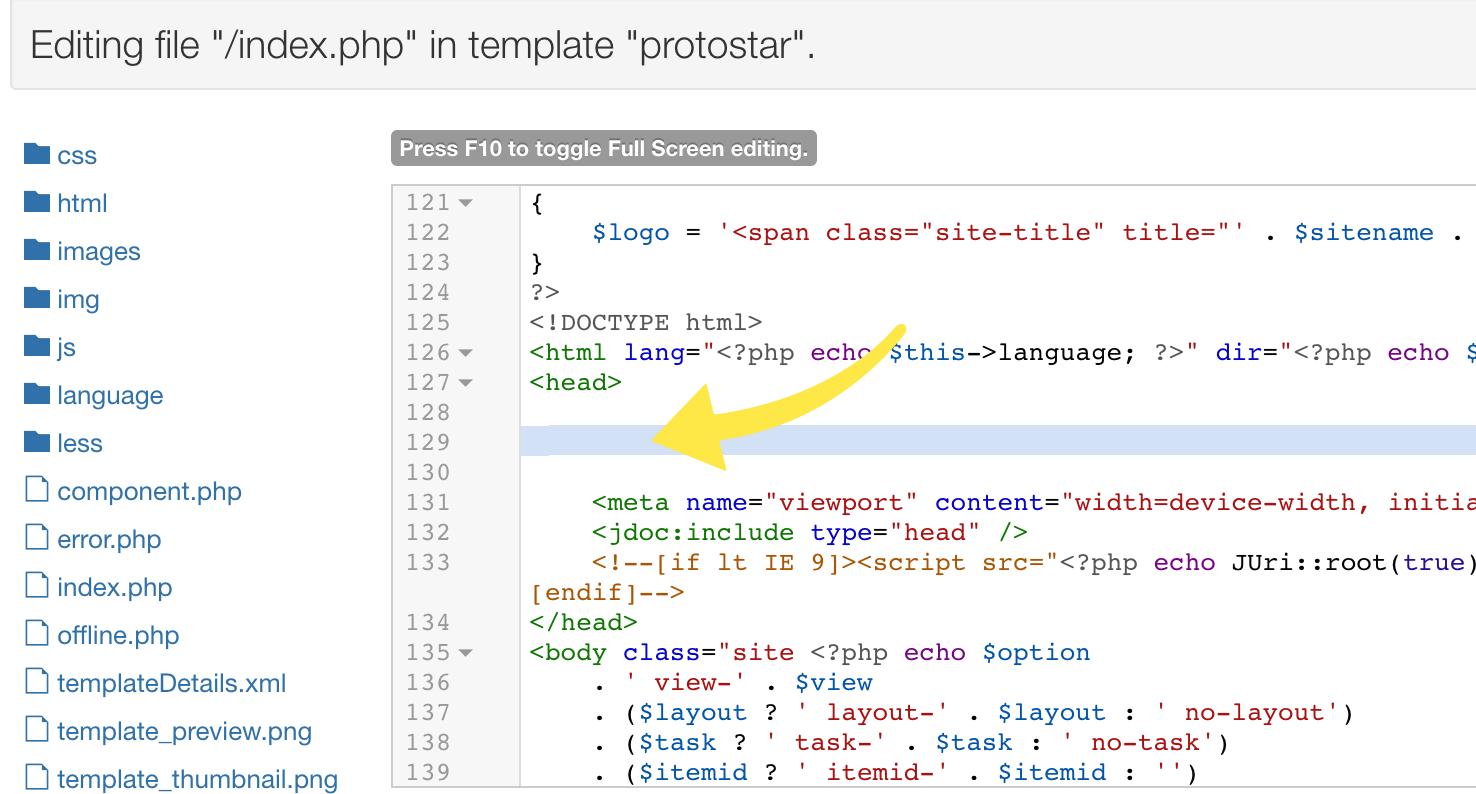 Editing file "/index.php" in template "protostar".
css
html
images
img
js
language
less
component.php
error.php
index.php
offline.php
templateDetails.xml
template_preview.png
template_thumbnail.png
Press F10 to toggle Full Screen editing.
121 {
122 $logo = '<span class="site-title" title="' . $sitename .
123 }
124 ?>
125 <!DOCTYPE html>
126 <html lang="<?php echo $this->language; ?>" dir="<?php echo $
127 <head>
128
129
130
131 <meta name="viewport" content="width=device-width, initia
132 <jdoc:include type="head" />
133 <!--[if lt IE 9]><script src="<?php echo JUri::root(true)
[endif]-->
134 </head>
135 <body class="site <?php echo $option
136 . ' view-' . $view
137 . ($layout ? ' layout-' . $layout : ' no-layout')
138 . ($task ? ' task-' . $task : ' no-task')
139 . ($itemid ? ' itemid-' . $itemid : '')